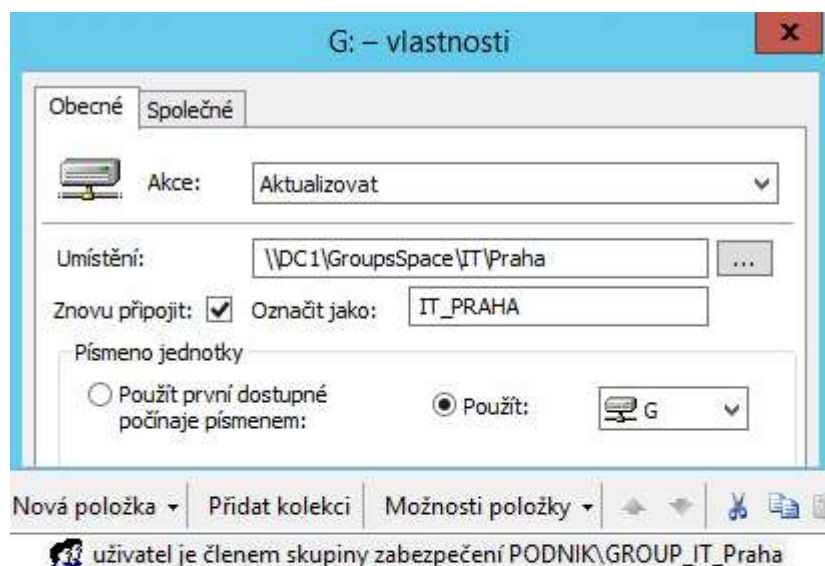 G: – vlastnosti
x
Obecné Společné
Akce: Aktualizovat
Umístění: \\DC1\GroupsSpace\IT\Praha ...
Znovu připojit: Označit jako: IT_PRAHA
Písmeno jednotky
Použít první dostupné
počínaje písmenem:
Použít: G
Nová položka Přidat kolekci Možnosti položky
uživatel je členem skupiny zabezpečení PODNIK\GROUP_IT_Praha